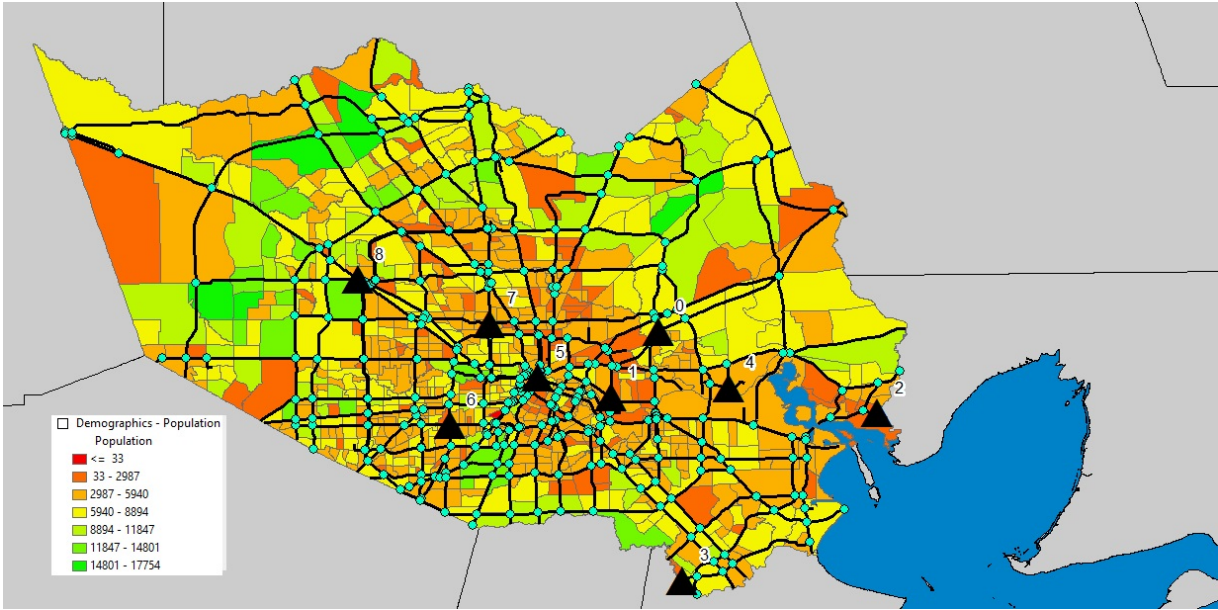 8
7
0
5
4
1
2
6
Demographics - Population
Population
<= 33
33 - 2987
2987 - 5940
5940 - 8894
8894 - 11847
11847 - 14801
14801 - 17754
3